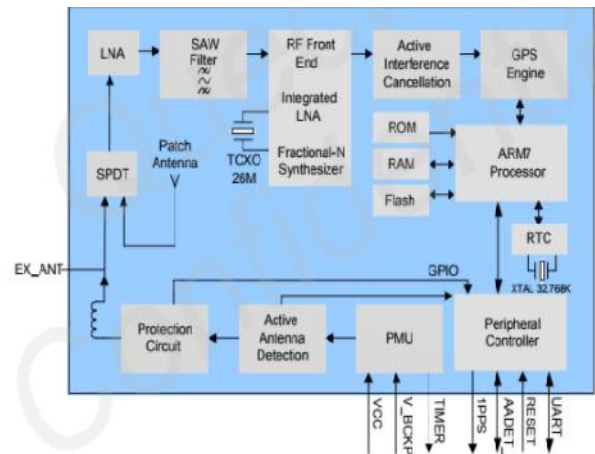 LNA
SAW
Filter
RF Front
End
Integrated
LNA
Fractional-N
Synthesizer
Active
Interference
Cancellation
GPS
Engine
TCXO
26M
ROM
RAM
Flash
ARM7
Processor
Patch
Antenna
SPDT
RTC
XTAL 32.768K
EX_ANT
GPIO
Protection
Circuit
Active
Antenna
Detection
PMU
Peripheral
Controller
VCC
V_BCKP
TIMER
1PPS
AADET_
RESET
UART